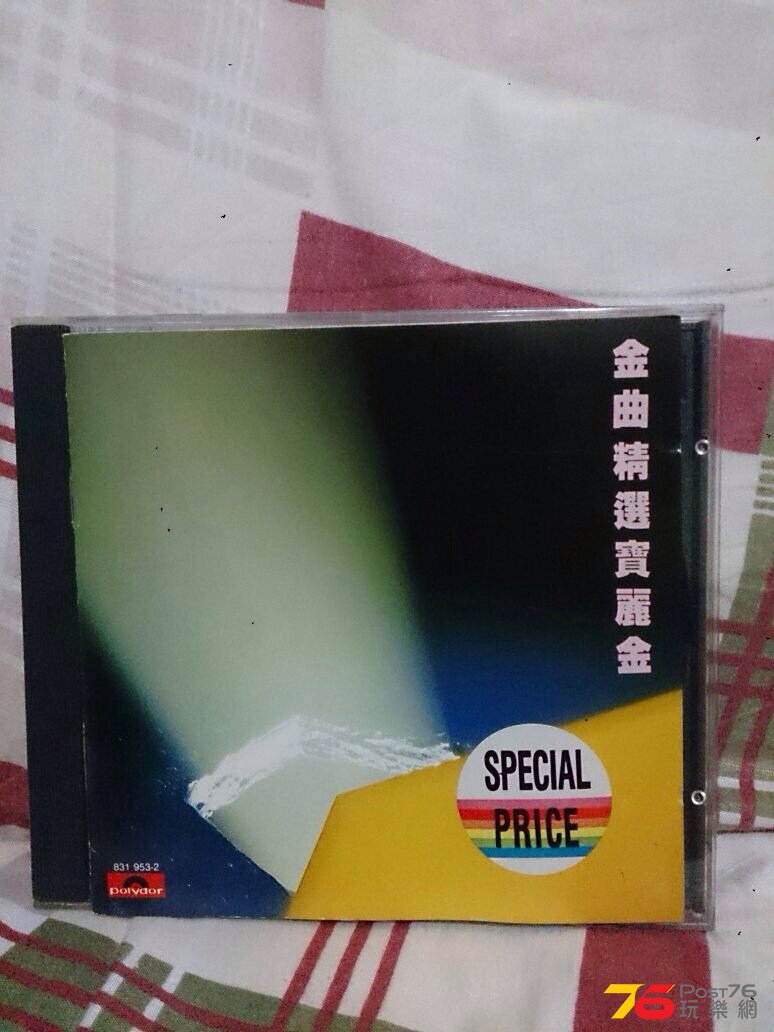 金曲精選寶麗金
SPECIAL
PRICE
831 953-2
polydor
76 POST76
玩樂網